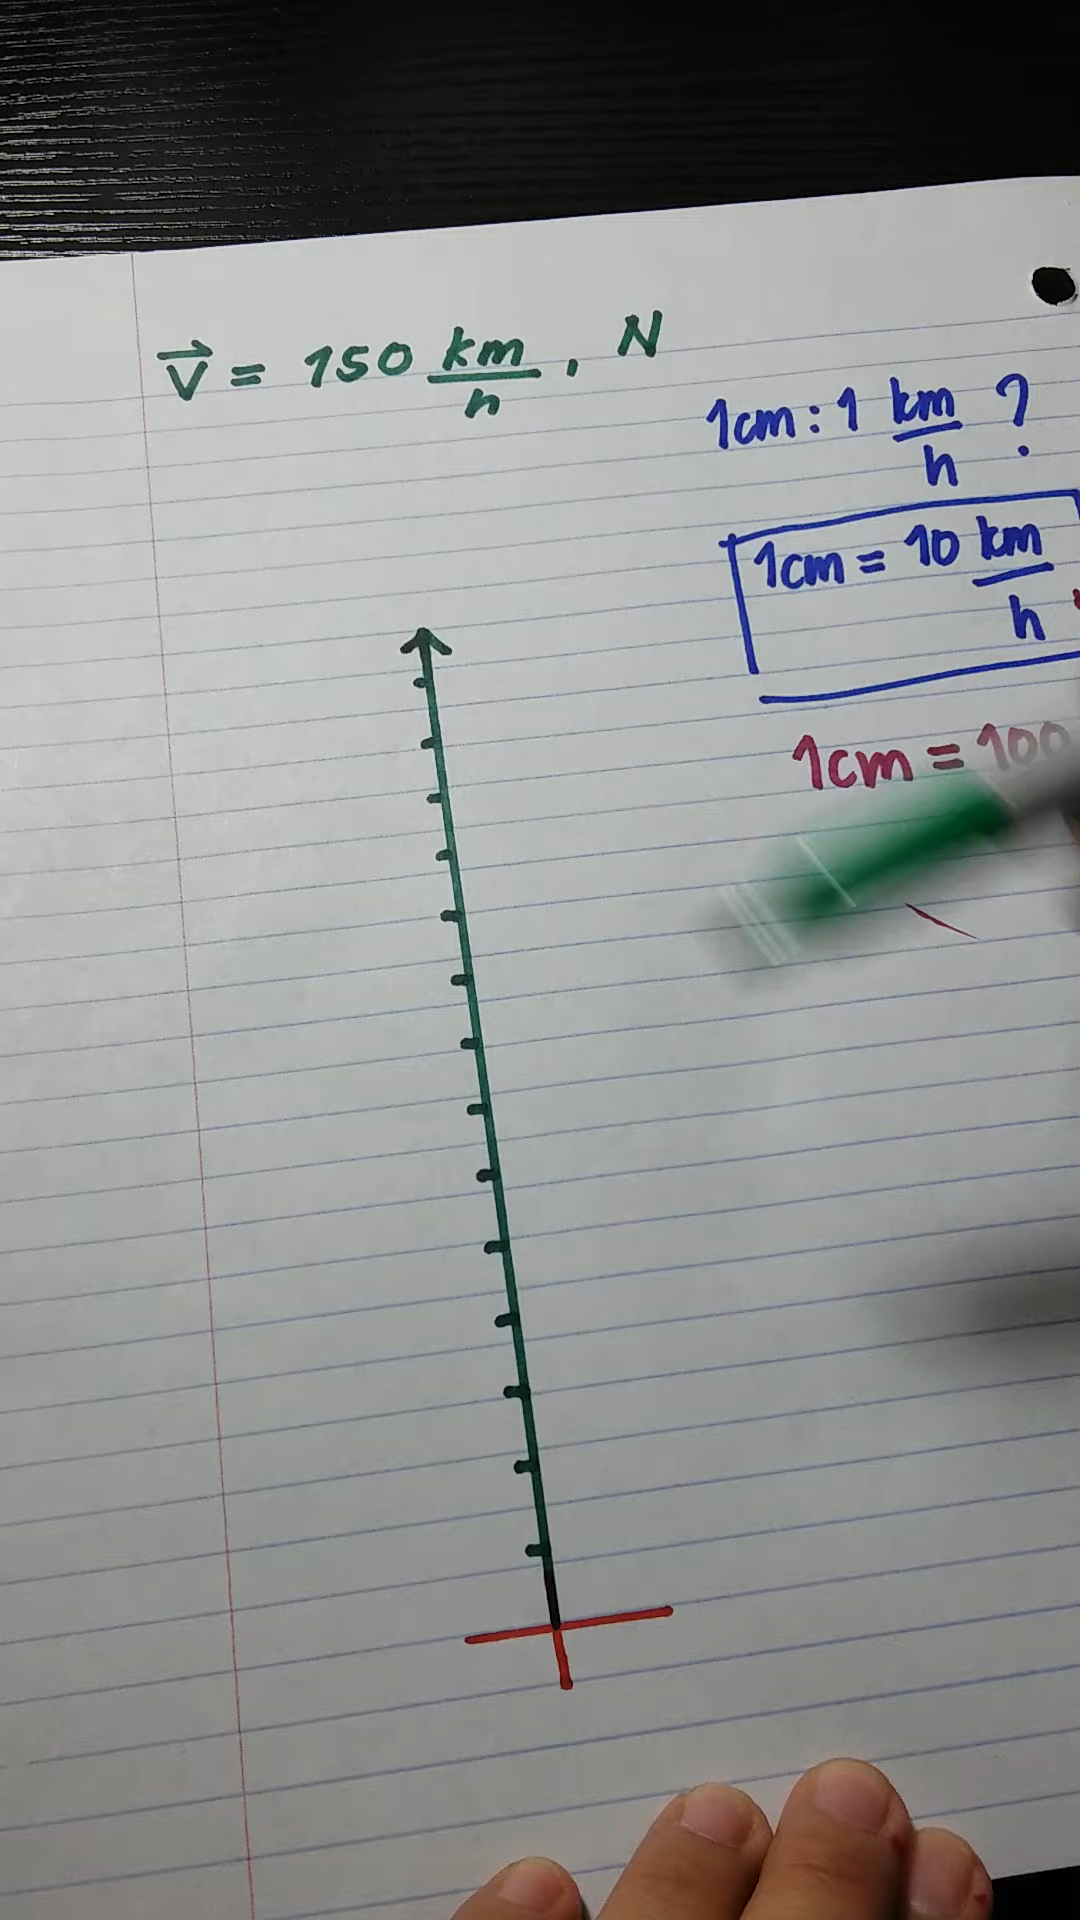 v⃗ = 150 km/h, N
1cm : 1 km/h ?
1cm = 10 km/h
1cm = 100